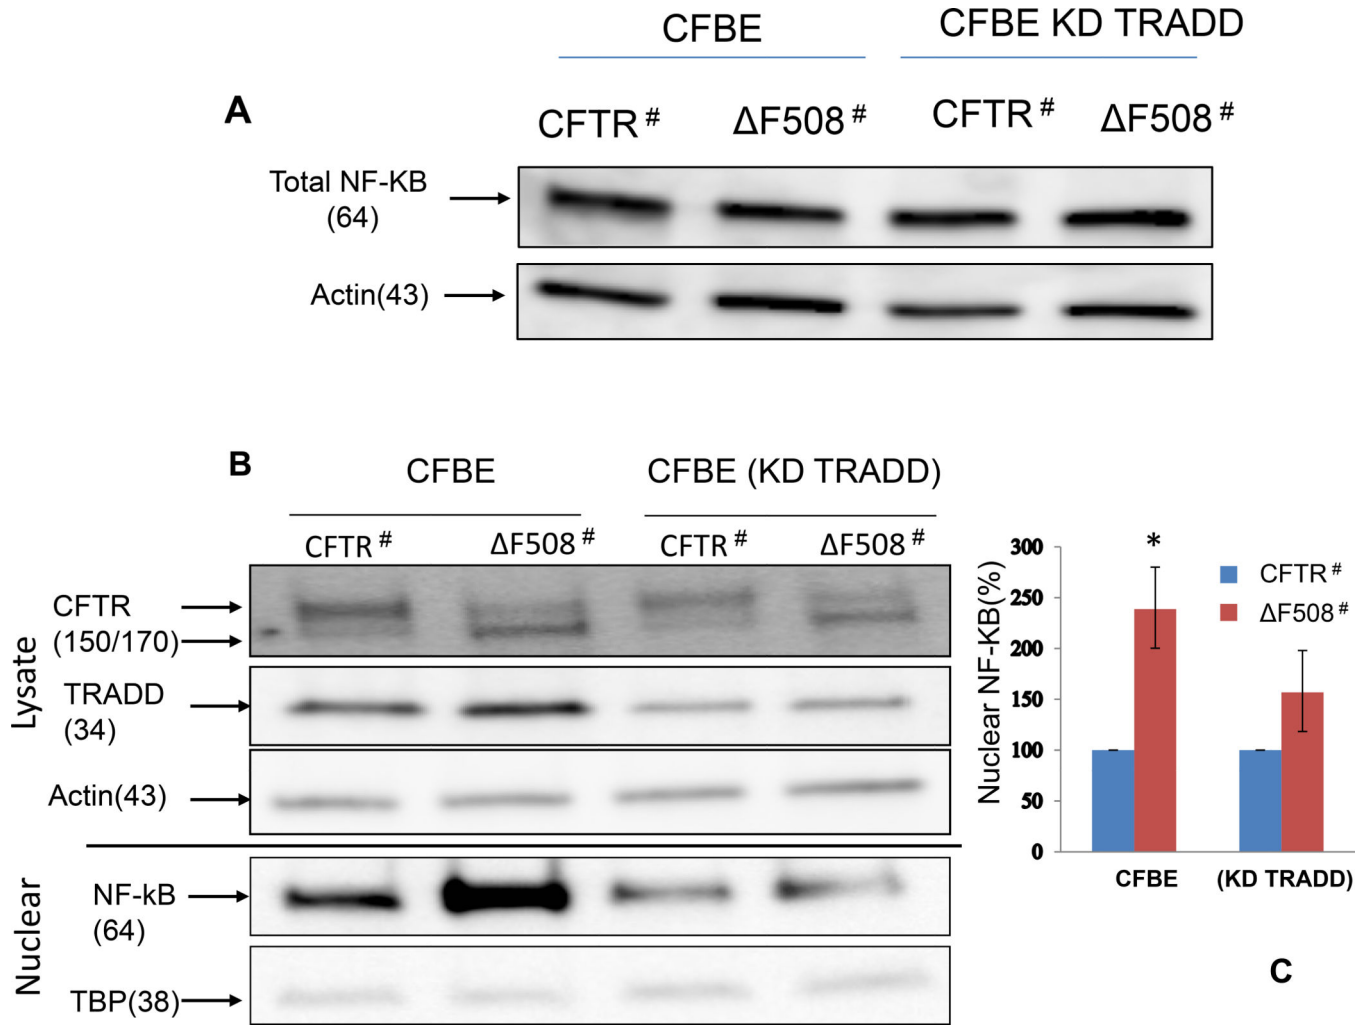 CFBE
CFBE KD TRADD
A
CFTR #
ΔF508 #
CFTR #
ΔF508 #
Total NF-KB
(64)
Actin(43)
B
CFBE
CFBE (KD TRADD)
CFTR #
ΔF508 #
CFTR #
ΔF508 #
Lysate
CFTR
(150/170)
TRADD
(34)
Actin(43)
Nuclear
NF-kB
(64)
TBP(38)
Nuclear NF-KB(%)
300
250
200
150
100
50
0
*
CFTR #
ΔF508 #
CFBE
(KD TRADD)
C